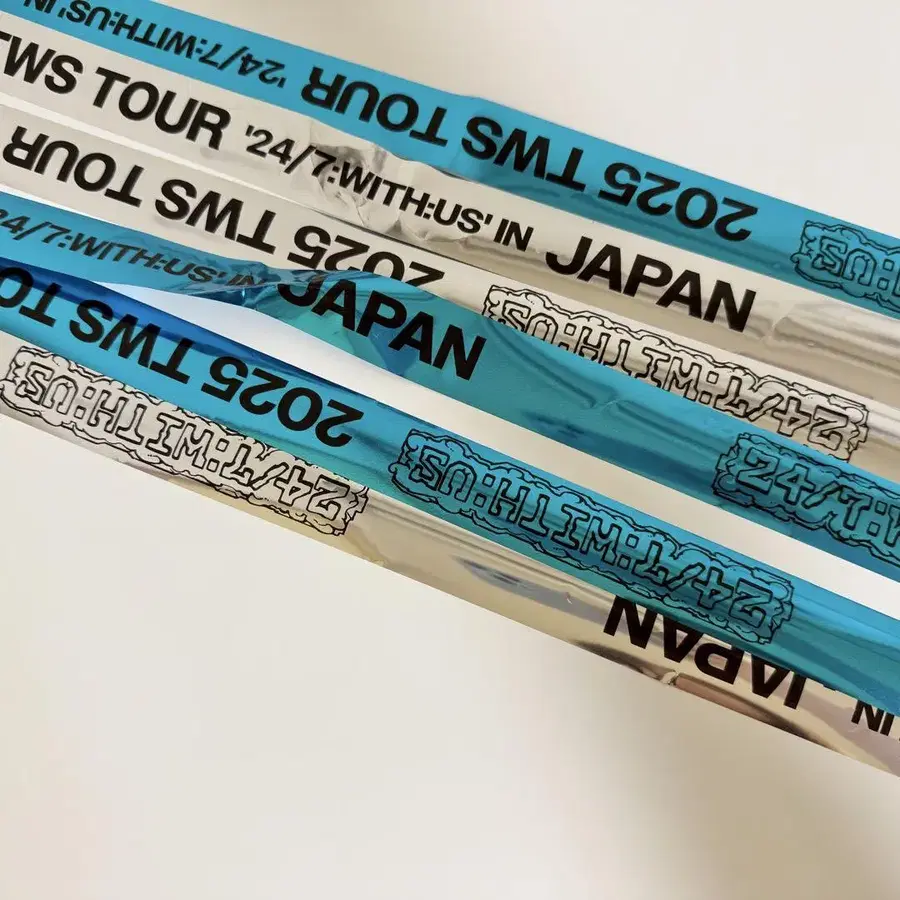 :US 2025 TWS TOUR '24/7:WITH:US' IN
TWS TOUR '24/7:WITH:US' IN JAPAN
24/7:WITH:US 2025 TWS TOUR
24/7:WITH:US' IN JAPAN 24/7:
24/7:WITH:US 2025 TWS TO
IN JAPAN 24/7:WITH:US